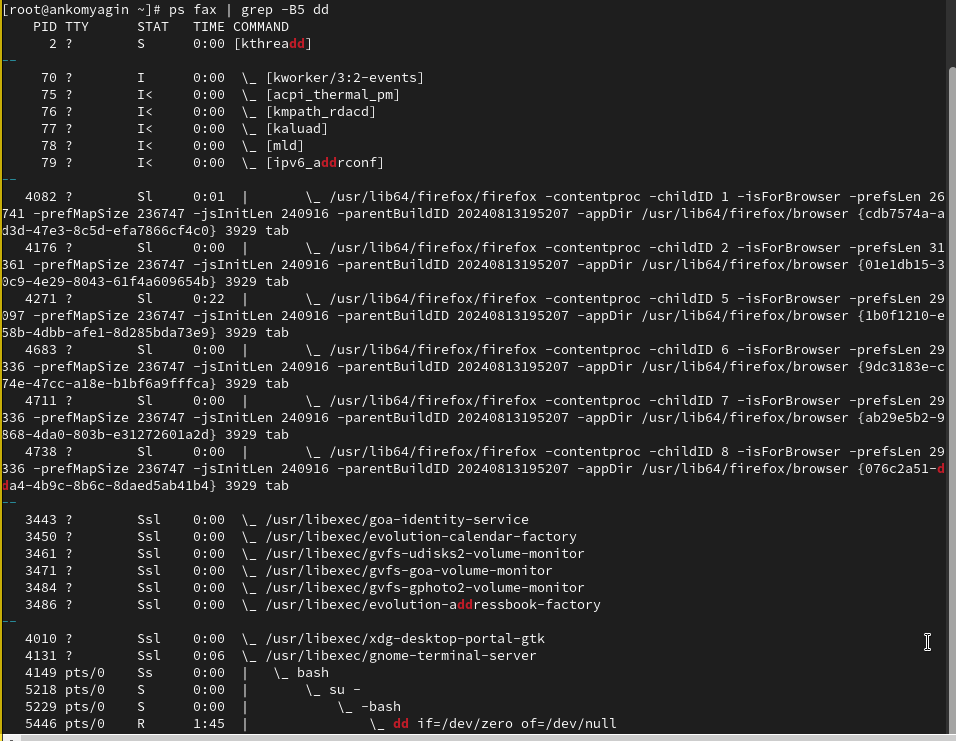 [root@ankomyagin ~]# ps fax | grep -B5 dd
    PID TTY      STAT   TIME COMMAND
      2 ?        S      0:00 [kthreadd]
--
     70 ?        I      0:00  \_ [kworker/3:2-events]
     75 ?        I<     0:00  \_ [acpi_thermal_pm]
     76 ?        I<     0:00  \_ [kmpath_rdacd]
     77 ?        I<     0:00  \_ [kaluad]
     78 ?        I<     0:00  \_ [mld]
     79 ?        I<     0:00  \_ [ipv6_addrconf]
--
   4082 ?        Sl     0:01  |       \_ /usr/lib64/firefox/firefox -contentproc -childID 1 -isForBrowser -prefsLen 26
741 -prefMapSize 236747 -jsInitLen 240916 -parentBuildID 20240813195207 -appDir /usr/lib64/firefox/browser {cdb7574a-a
d3d-47e3-8c5d-efa7866cf4c0} 3929 tab
   4176 ?        Sl     0:00  |       \_ /usr/lib64/firefox/firefox -contentproc -childID 2 -isForBrowser -prefsLen 31
361 -prefMapSize 236747 -jsInitLen 240916 -parentBuildID 20240813195207 -appDir /usr/lib64/firefox/browser {01e1db15-3
0c9-4e29-8043-61f4a609654b} 3929 tab
   4271 ?        Sl     0:22  |       \_ /usr/lib64/firefox/firefox -contentproc -childID 5 -isForBrowser -prefsLen 29
097 -prefMapSize 236747 -jsInitLen 240916 -parentBuildID 20240813195207 -appDir /usr/lib64/firefox/browser {1b0f1210-e
58b-4dbb-afe1-8d285bda73e9} 3929 tab
   4683 ?        Sl     0:00  |       \_ /usr/lib64/firefox/firefox -contentproc -childID 6 -isForBrowser -prefsLen 29
336 -prefMapSize 236747 -jsInitLen 240916 -parentBuildID 20240813195207 -appDir /usr/lib64/firefox/browser {9dc3183e-c
74e-47cc-a18e-b1bf6a9fffca} 3929 tab
   4711 ?        Sl     0:00  |       \_ /usr/lib64/firefox/firefox -contentproc -childID 7 -isForBrowser -prefsLen 29
336 -prefMapSize 236747 -jsInitLen 240916 -parentBuildID 20240813195207 -appDir /usr/lib64/firefox/browser {ab29e5b2-9
868-4da0-803b-e31272601a2d} 3929 tab
   4738 ?        Sl     0:00  |       \_ /usr/lib64/firefox/firefox -contentproc -childID 8 -isForBrowser -prefsLen 29
336 -prefMapSize 236747 -jsInitLen 240916 -parentBuildID 20240813195207 -appDir /usr/lib64/firefox/browser {076c2a51-d
da4-4b9c-8b6c-8daed5ab41b4} 3929 tab
--
   3443 ?        Ssl    0:00  \_ /usr/libexec/goa-identity-service
   3450 ?        Ssl    0:00  \_ /usr/libexec/evolution-calendar-factory
   3461 ?        Ssl    0:00  \_ /usr/libexec/gvfs-udisks2-volume-monitor
   3471 ?        Ssl    0:00  \_ /usr/libexec/gvfs-goa-volume-monitor
   3484 ?        Ssl    0:00  \_ /usr/libexec/gvfs-gphoto2-volume-monitor
   3486 ?        Ssl    0:00  \_ /usr/libexec/evolution-addressbook-factory
--
   4010 ?        Ssl    0:00  \_ /usr/libexec/xdg-desktop-portal-gtk
   4131 ?        Ssl    0:06  \_ /usr/libexec/gnome-terminal-server
   4149 pts/0    Ss     0:00  |   \_ bash
   5218 pts/0    S      0:00  |       \_ su -
   5229 pts/0    S      0:00  |           \_ -bash
   5446 pts/0    R      1:45  |               \_ dd if=/dev/zero of=/dev/null